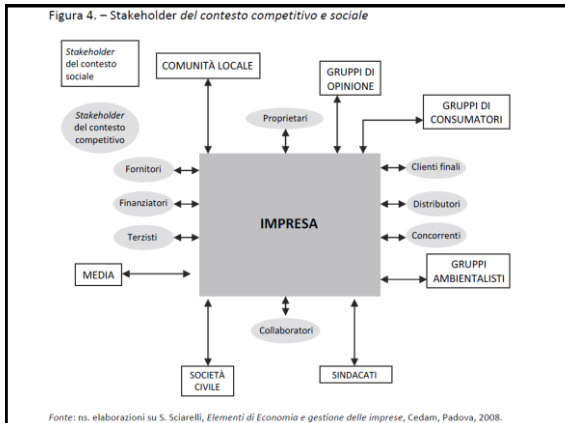 Figura 4. – Stakeholder del contesto competitivo e sociale
Stakeholder
del contesto
sociale
COMUNITÀ LOCALE
GRUPPI DI
OPINIONE
GRUPPI DI
CONSUMATORI
Stakeholder
del contesto
competitivo
Proprietari
Fornitori
Clienti finali
Finanziatori
Distributori
IMPRESA
Terzisti
Concorrenti
MEDIA
GRUPPI
AMBIENTALISTI
Collaboratori
SOCIETÀ
CIVILE
SINDACATI
Fonte: ns. elaborazioni su S. Sciarelli, Elementi di Economia e gestione delle imprese, Cedam, Padova, 2008.